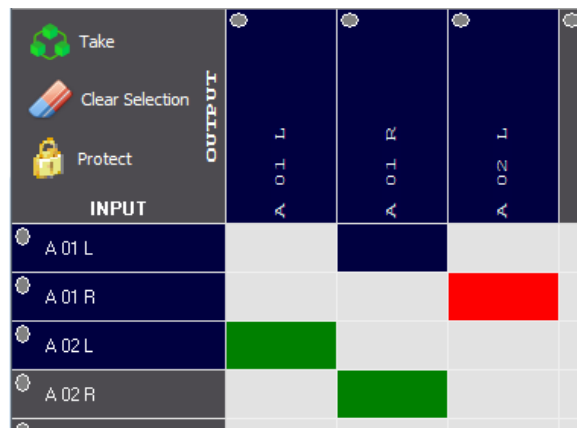 Take
Clear Selection
Protect
OUTPUT
INPUT
A 01 L
A 01 R
A 02 L
A 01 L
A 01 R
A 02 L
A 02 R